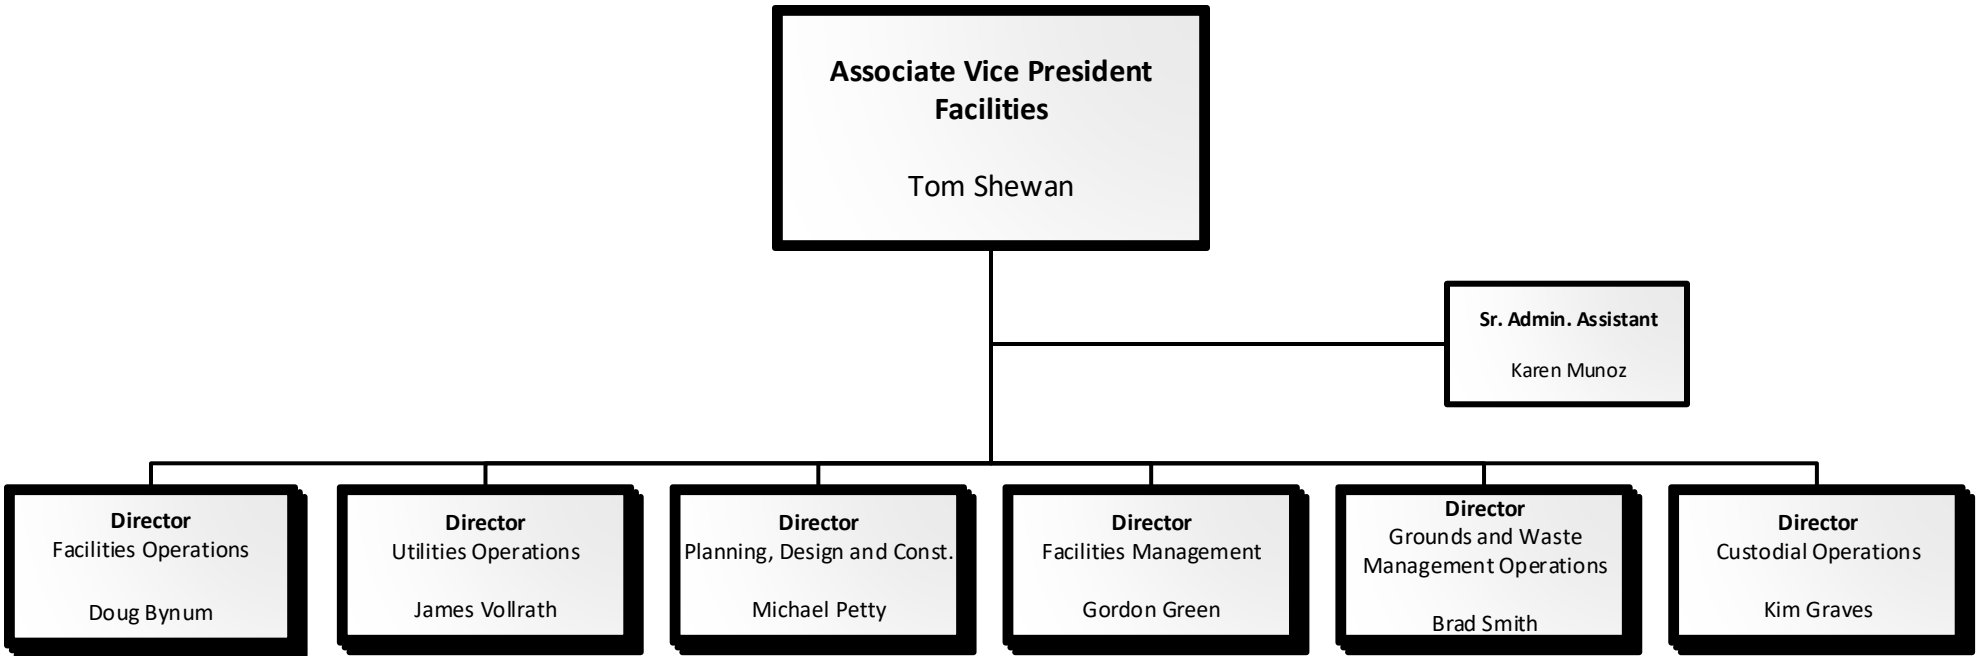 Associate Vice President
Facilities
Tom Shewan
Sr. Admin. Assistant
Karen Munoz
Director
Facilities Operations
Doug Bynum
Director
Utilities Operations
James Vollrath
Director
Planning, Design and Const.
Michael Petty
Director
Facilities Management
Gordon Green
Director
Grounds and Waste
Management Operations
Brad Smith
Director
Custodial Operations
Kim Graves